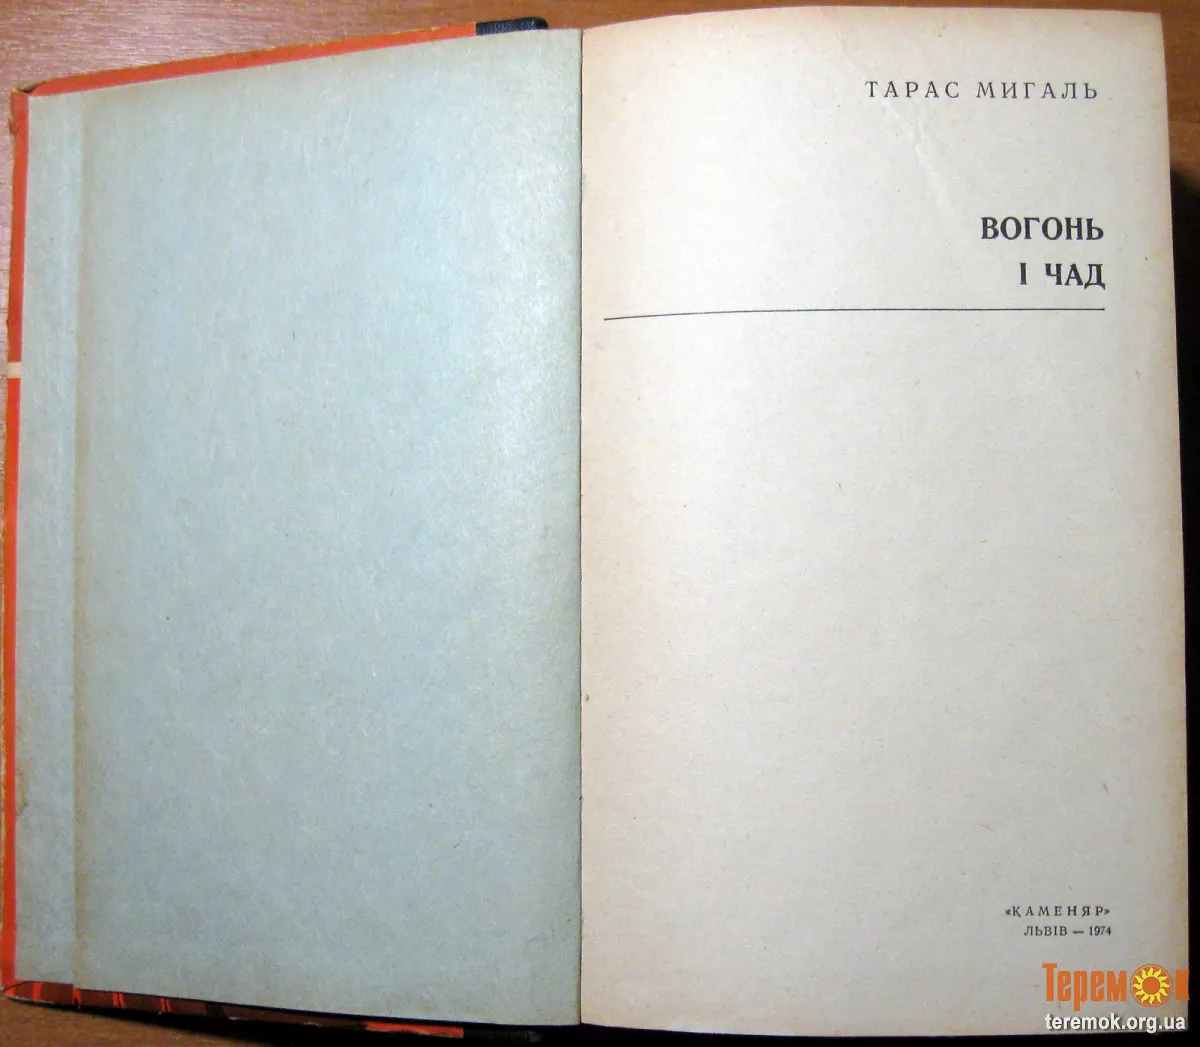 ТАРАС МИГАЛЬ
ВОГОНЬ
І ЧАД
«КАМЕНЯР»
ЛЬВІВ — 1974
Теремок
teremok.org.ua